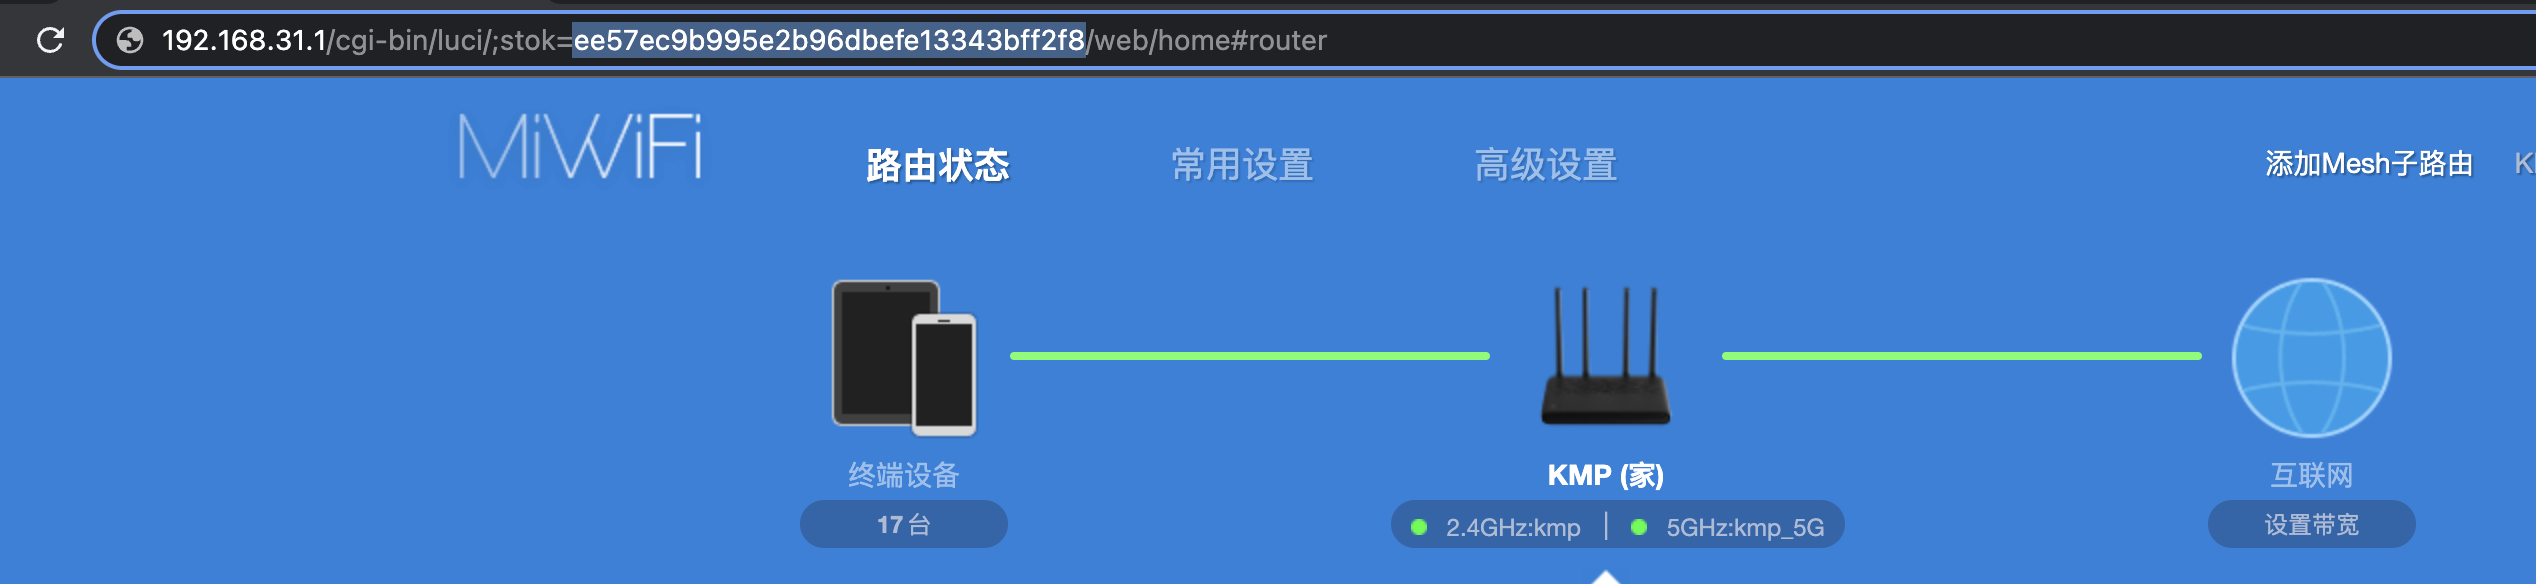 192.168.31.1/cgi-bin/luci/;stok=ee57ec9b995e2b96dbefe13343bff2f8/web/home#router
MiWiFi
路由状态 常用设置 高级设置 添加Mesh子路由
终端设备 KMP (家) 互联网
17台 2.4GHz:kmp | 5GHz:kmp_5G 设置带宽